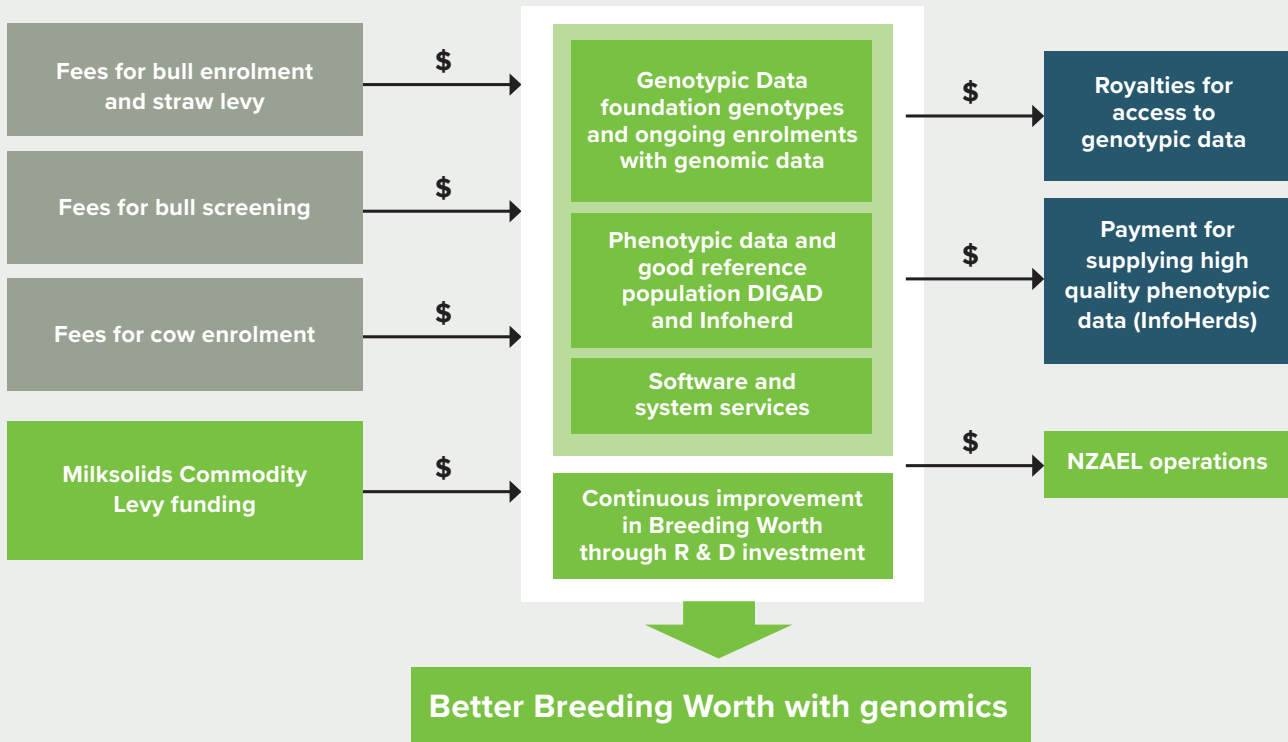 Fees for bull enrolment
and straw levy
$
Fees for bull screening
$
Fees for cow enrolment
$
Milksolids Commodity
Levy funding
$
Genotypic Data
foundation genotypes
and ongoing enrolments
with genomic data
Phenotypic data and
good reference
population DIGAD
and Infoherd
Software and
system services
Continuous improvement
in Breeding Worth
through R & D investment
$
Royalties for
access to
genotypic data
$
Payment for
supplying high
quality phenotypic
data (InfoHerds)
$
NZAEL operations
Better Breeding Worth with genomics